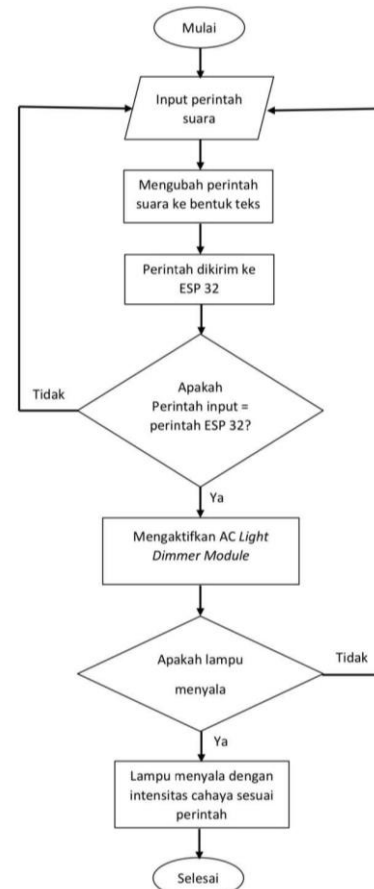 Mulai
Input perintah
suara
Mengubah perintah
suara ke bentuk teks
Perintah dikirim ke
ESP 32
Tidak
Apakah
Perintah input =
perintah ESP 32?
Ya
Mengaktifkan AC Light
Dimmer Module
Apakah lampu
menyala
Tidak
Ya
Lampu menyala dengan
intensitas cahaya sesuai
perintah
Selesai